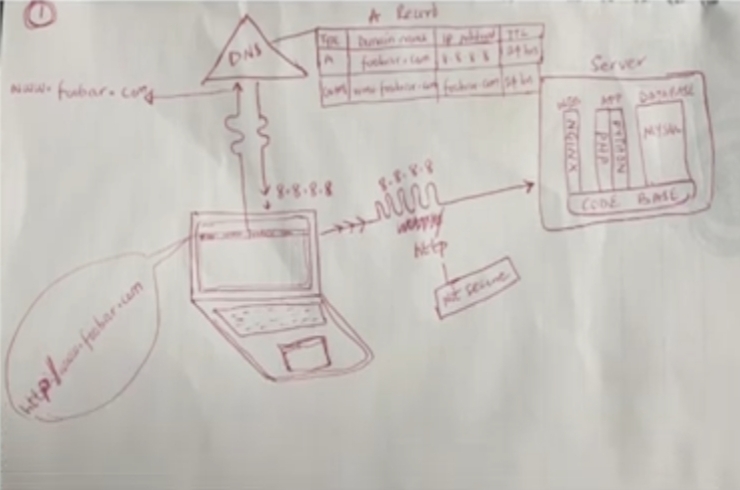 1
A Record
DNS
Type Domain name IP address TTL
A foobar.com 8.8.8.8 24 hrs
CNAME www.foobar.com foobar.com 24 hrs
www.foobar.com
Server
WEB APP DATABASE
NGINX
PHP
PYTHON
MYSQL
CODE BASE
8.8.8.8
8.8.8.8
http
Not secure
http://www.foobar.com